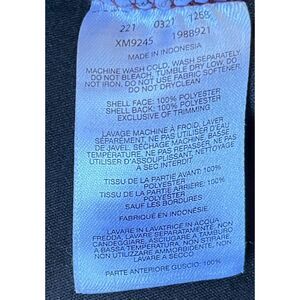 221 0321 1268
XM9245 1988921
MADE IN INDONESIA
MACHINE WASH COLD, WASH SEPARATELY,
DO NOT BLEACH, TUMBLE DRY LOW, DO
NOT IRON, DO NOT USE FABRIC SOFTENER,
DO NOT DRYCLEAN
SHELL FACE: 100% POLYESTER
SHELL BACK: 100% POLYESTER
EXCLUSIVE OF TRIMMING
LAVAGE MACHINE À FROID, LAVER
SÉPARÉMENT, NE PAS UTILISER D'EAU
DE JAVEL, SÉCHAGE MACHINE, BASSE
TEMPÉRATURE, NE PAS REPASSER, NE PAS
UTILISER D'ASSOUPLISSANT, NETTOYAGE
À SEC INTERDIT
TISSU DE LA PARTIE AVANT: 100%
POLYESTER
TISSU DE LA PARTIE ARRIÈRE: 100%
POLYESTER
SAUF LES BORDURES
FABRIQUÉ EN INDONÉSIE
LAVARE IN LAVATRICE IN ACQUA
FREDDA, LAVARE SEPARATAMENTE, NON
CANDEGGIARE, ASCIUGARE A TAMBURO
A BASSA TEMPERATURA, NON STIRARE,
NON UTILIZZARE AMMORBIDENTE, NON
LAVARE A SECCO
PARTE ANTERIORE GUSCIO: 100%